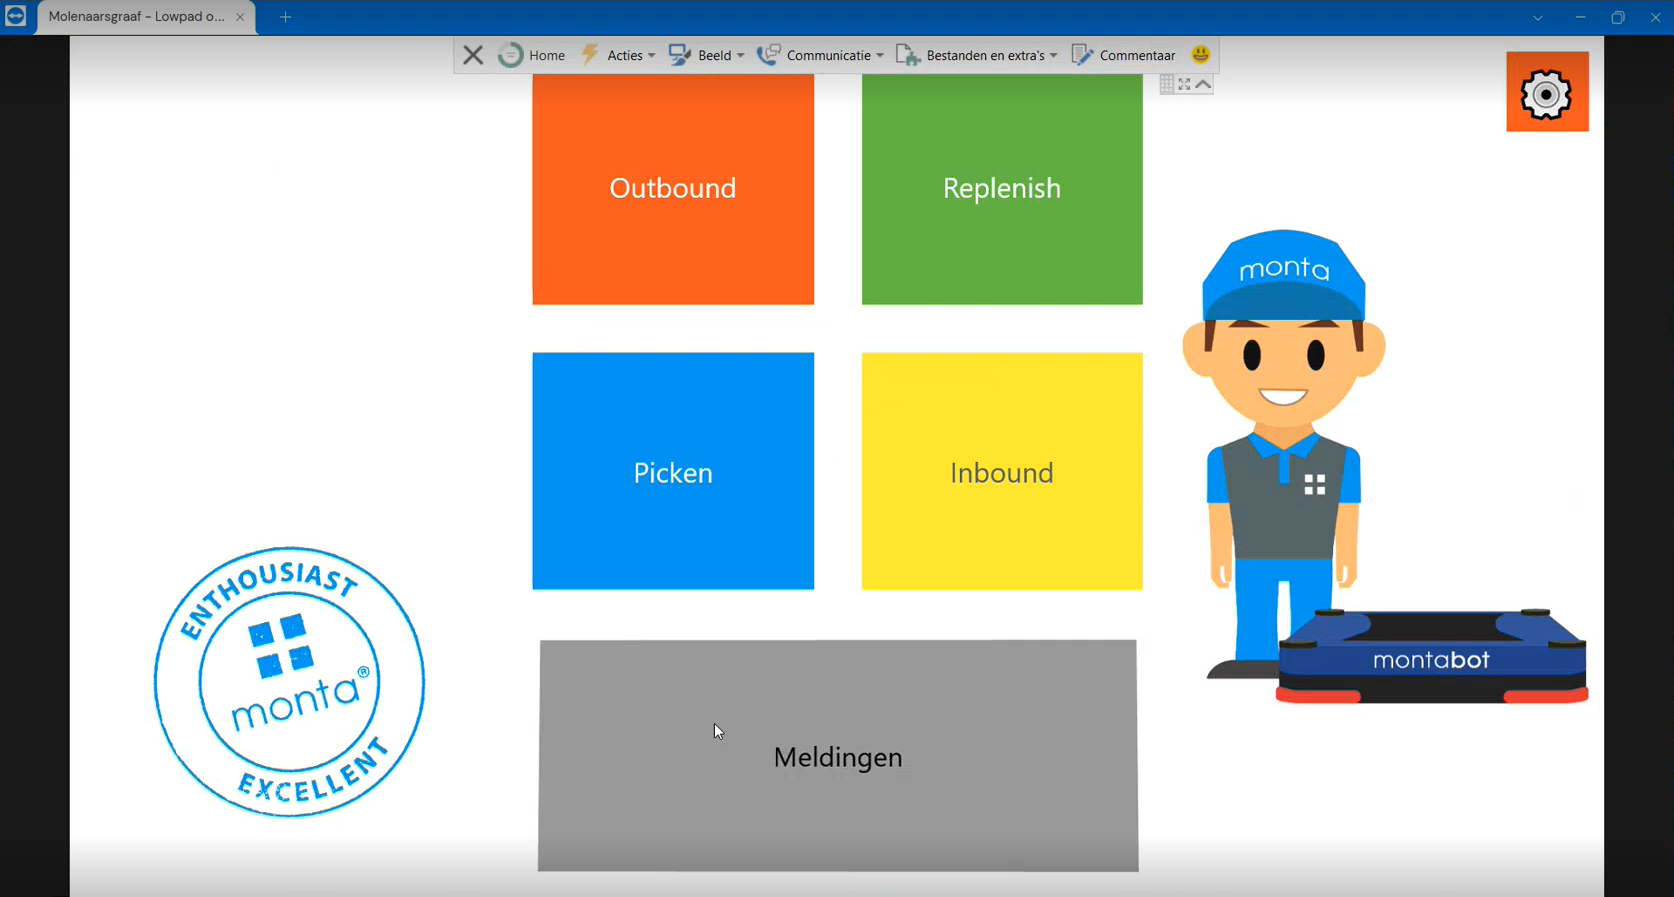 Molenaarsgraaf - Lowpad o...
Home Acties Beeld Communicatie Bestanden en extra's Commentaar
Outbound
Replenish
monta
Picken
Inbound
ENTHOUSIAST
monta®
EXCELLENT
montabot
Meldingen